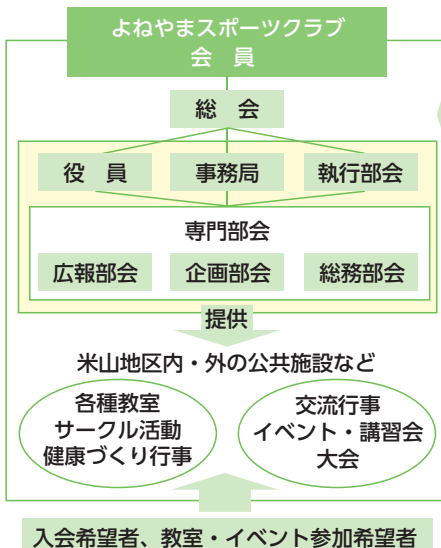 よねやまスポーツクラブ
会　員
総　会
役　員
事務局
執行部会
専門部会
広報部会
企画部会
総務部会
提供
米山地区内・外の公共施設など
各種教室
サークル活動
健康づくり行事
交流行事
イベント・講習会
大会
入会希望者、教室・イベント参加希望者